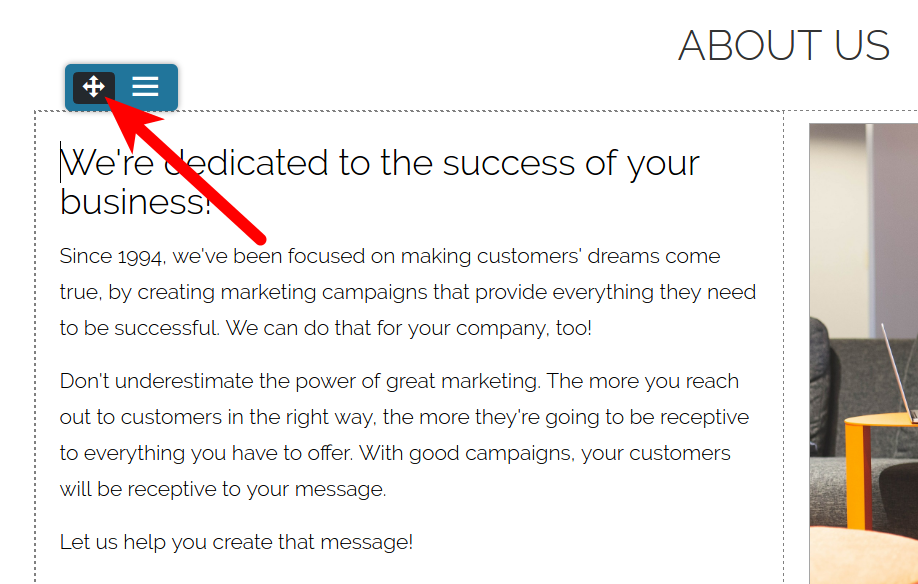 ABOUT US
We're dedicated to the success of your
business!
Since 1994, we've been focused on making customers' dreams come
true, by creating marketing campaigns that provide everything they need
to be successful. We can do that for your company, too!
Don't underestimate the power of great marketing. The more you reach
out to customers in the right way, the more they're going to be receptive
to everything you have to offer. With good campaigns, your customers
will be receptive to your message.
Let us help you create that message!